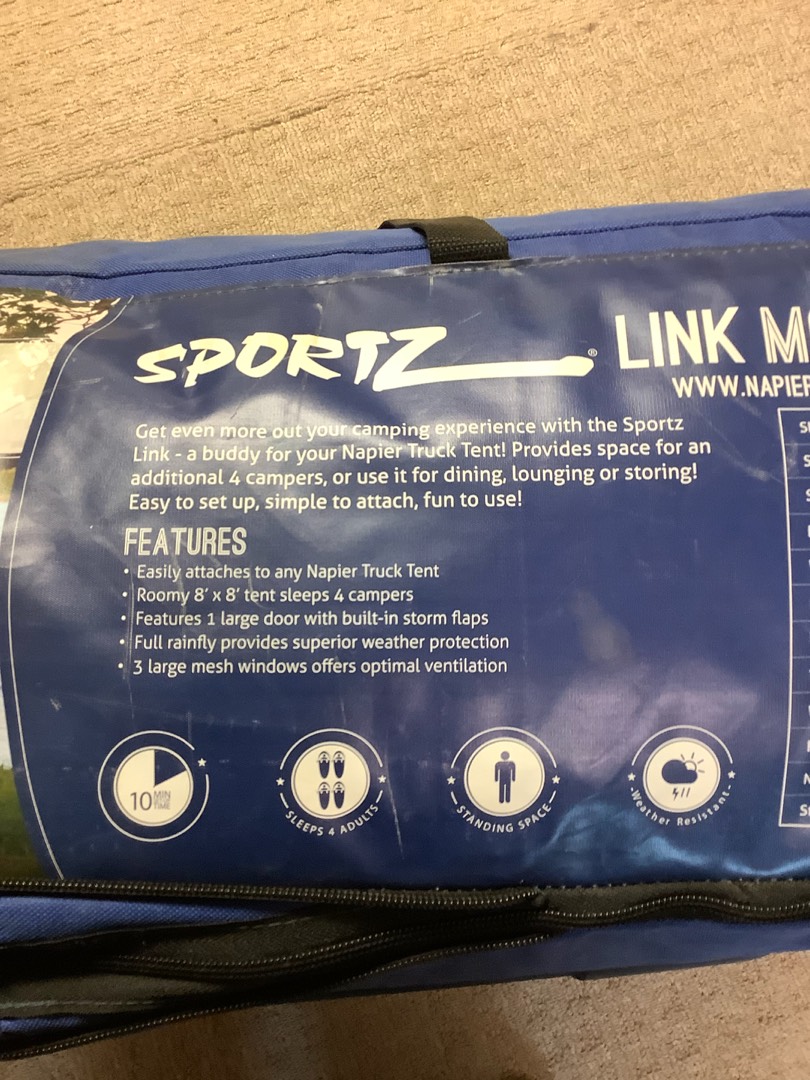 SPORTZ® LINK
WWW.NAPIER
Get even more out your camping experience with the Sportz
Link - a buddy for your Napier Truck Tent! Provides space for an
additional 4 campers, or use it for dining, lounging or storing!
Easy to set up, simple to attach, fun to use!
FEATURES
• Easily attaches to any Napier Truck Tent
• Roomy 8' x 8' tent sleeps 4 campers
• Features 1 large door with built-in storm flaps
• Full rainfly provides superior weather protection
• 3 large mesh windows offers optimal ventilation
10 MIN
TIME
SLEEPS 4 ADULTS
STANDING SPACE
Weather Resistant